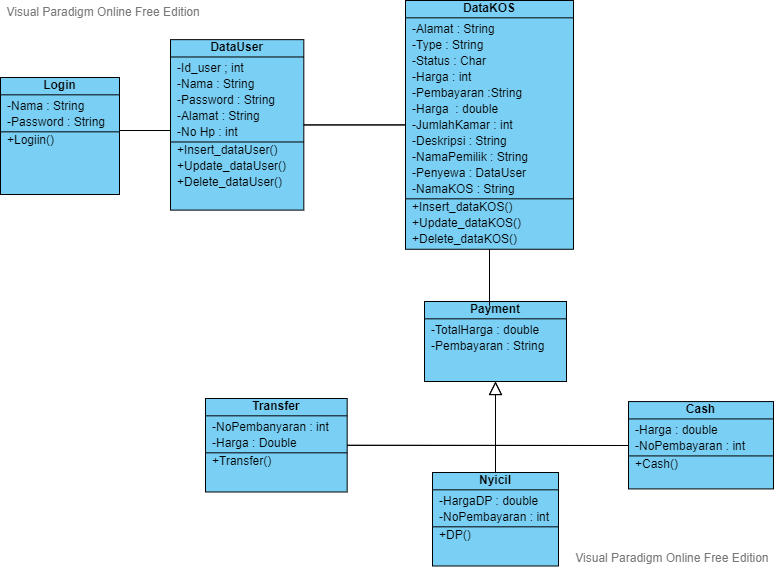 Visual Paradigm Online Free Edition
Login
-Nama : String
-Password : String
+Logiin()
DataUser
-Id_user ; int
-Nama : String
-Password : String
-Alamat : String
-No Hp : int
+Insert_dataUser()
+Update_dataUser()
+Delete_dataUser()
DataKOS
-Alamat : String
-Type : String
-Status : Char
-Harga : int
-Pembayaran :String
-Harga : double
-JumlahKamar : int
-Deskripsi : String
-NamaPemilik : String
-Penyewa : DataUser
-NamaKOS : String
+Insert_dataKOS()
+Update_dataKOS()
+Delete_dataKOS()
Payment
-TotalHarga : double
-Pembayaran : String
Transfer
-NoPembanyaran : int
-Harga : Double
+Transfer()
Nyicil
-HargaDP : double
-NoPembayaran : int
+DP()
Cash
-Harga : double
-NoPembayaran : int
+Cash()
Visual Paradigm Online Free Edition